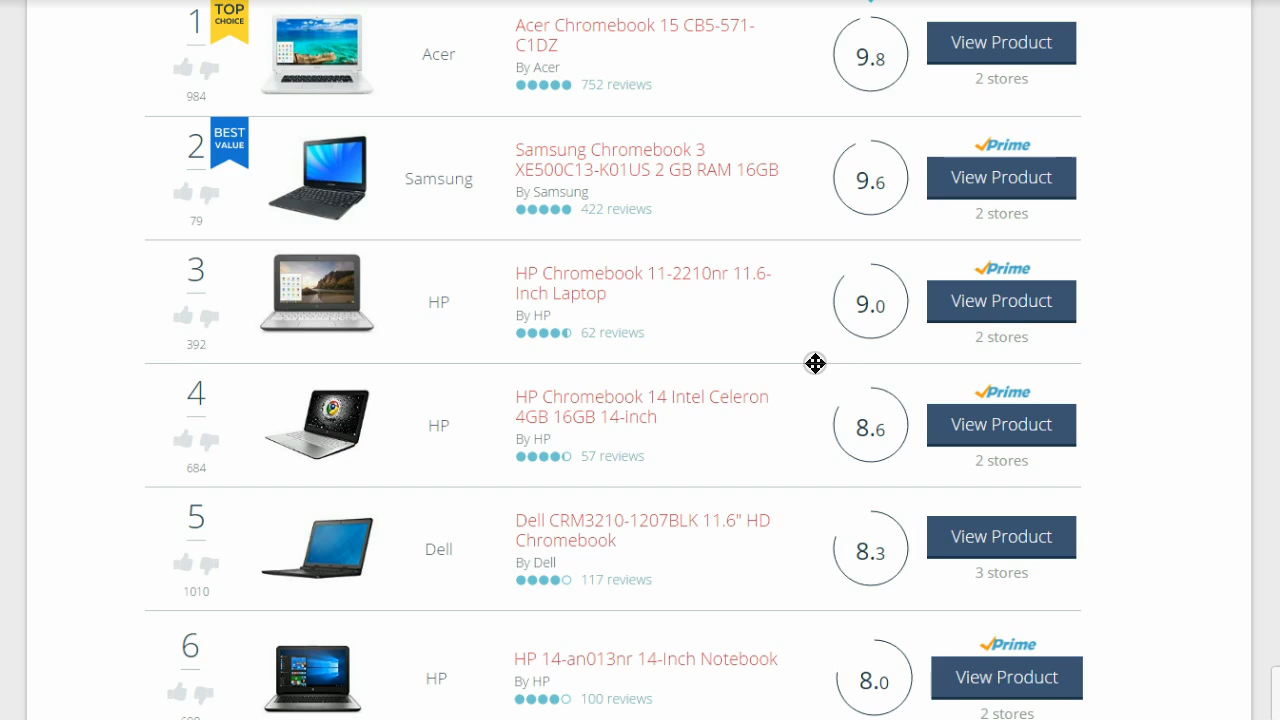 1
TOP
CHOICE
984
Acer
Acer Chromebook 15 CB5-571-
C1DZ
By Acer
752 reviews
9.8
View Product
2 stores
2
BEST
VALUE
79
Samsung
Samsung Chromebook 3
XE500C13-K01US 2 GB RAM 16GB
By Samsung
422 reviews
9.6
Prime
View Product
2 stores
3
392
HP
HP Chromebook 11-2210nr 11.6-
Inch Laptop
By HP
62 reviews
9.0
Prime
View Product
2 stores
4
684
HP
HP Chromebook 14 Intel Celeron
4GB 16GB 14-inch
By HP
57 reviews
8.6
Prime
View Product
2 stores
5
1010
Dell
Dell CRM3210-1207BLK 11.6" HD
Chromebook
By Dell
117 reviews
8.3
View Product
3 stores
6
HP
HP 14-an013nr 14-Inch Notebook
By HP
100 reviews
8.0
Prime
View Product
2 stores